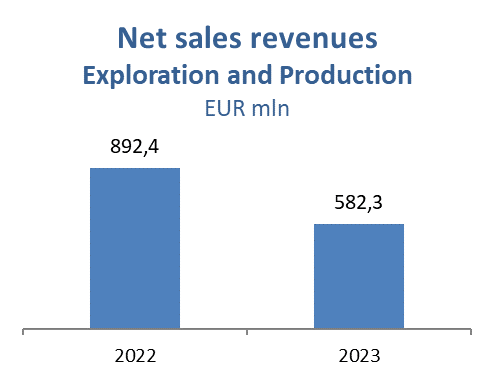 Net sales revenues
Exploration and Production
EUR mln
892,4
582,3
2022
2023